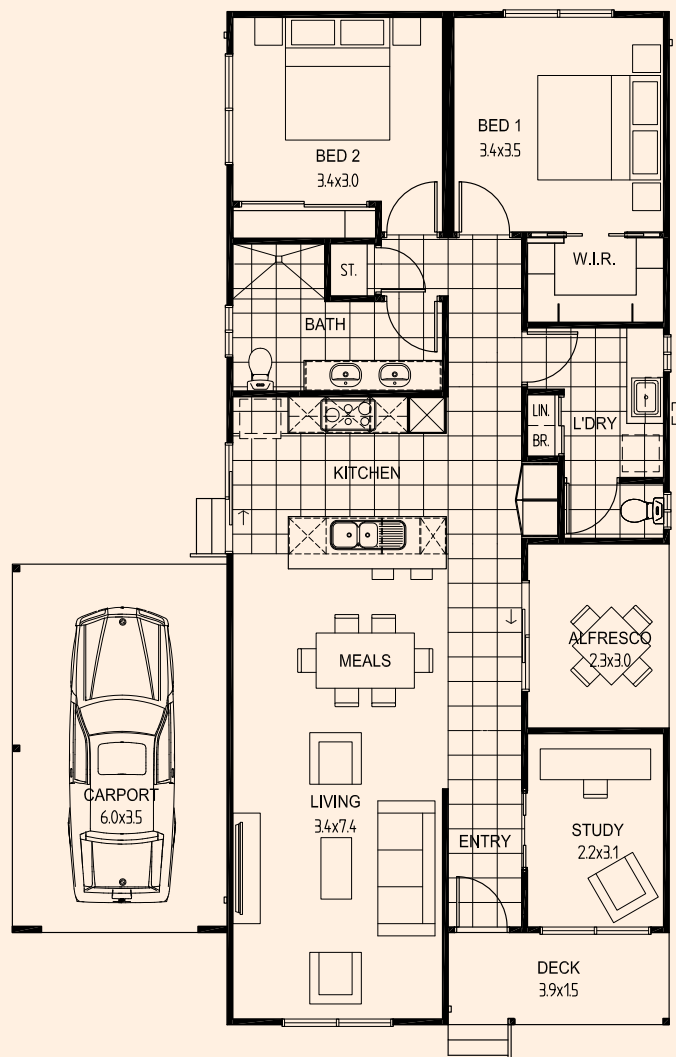 BED 2
3.4x3.0
BED 1
3.4x3.5
W.I.R.
ST.
BATH
LIN.
BR.
L'DRY
KITCHEN
MEALS
ALFRESCO
2.3x3.0
CARPORT
6.0x3.5
LIVING
3.4x7.4
ENTRY
STUDY
2.2x3.1
DECK
3.9x1.5